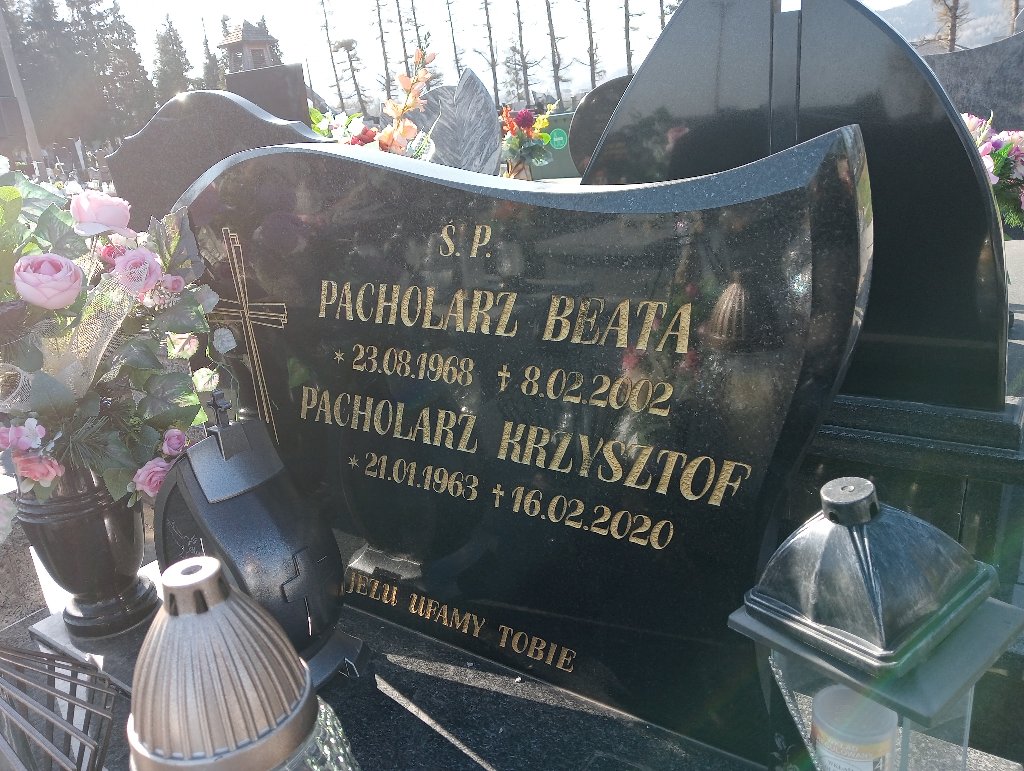 Ś. P.
PACHOLARZ BEATA
* 23.08.1968 † 8.02.2002
PACHOLARZ KRZYSZTOF
* 21.01.1963 † 16.02.2020
JEZU UFAMY TOBIE